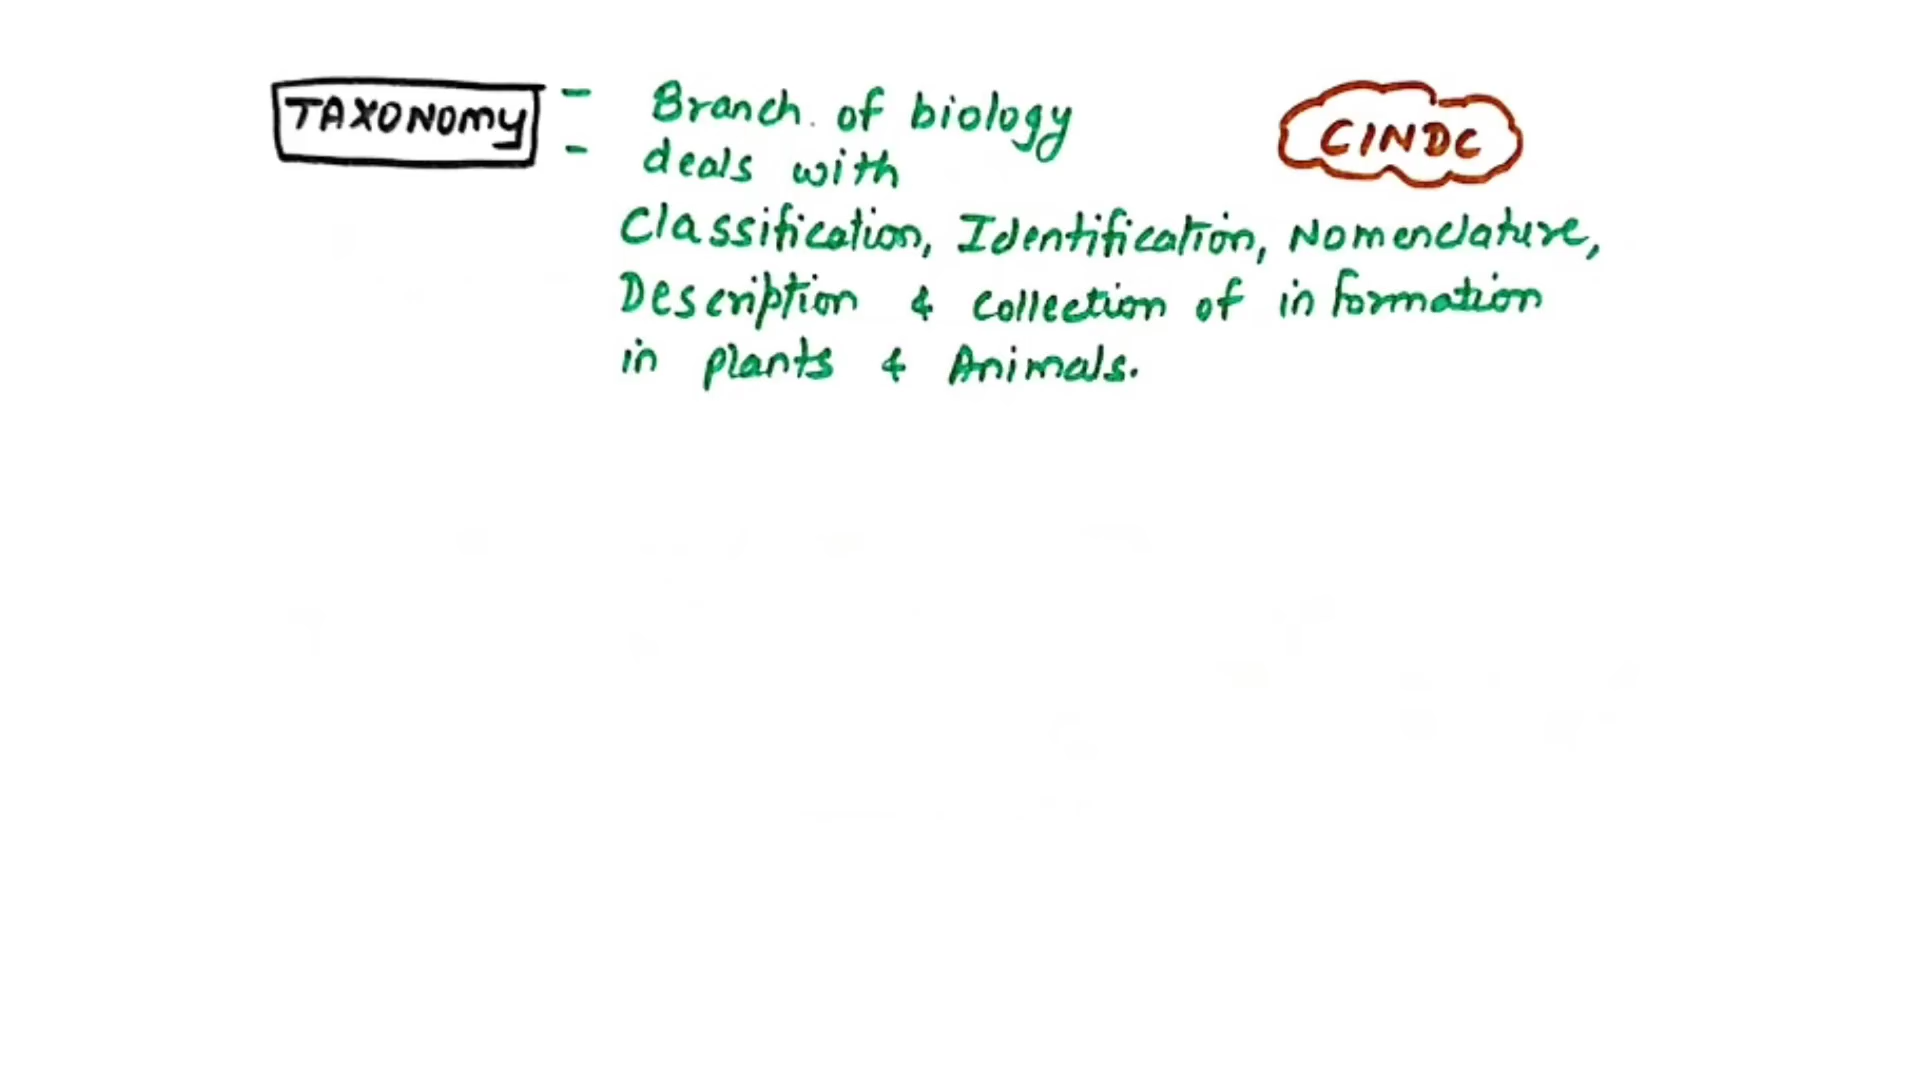 TAXONOMY - Branch of biology
- deals with
CINDC
Classification, Identification, Nomenclature,
Description & Collection of information
in plants & Animals.